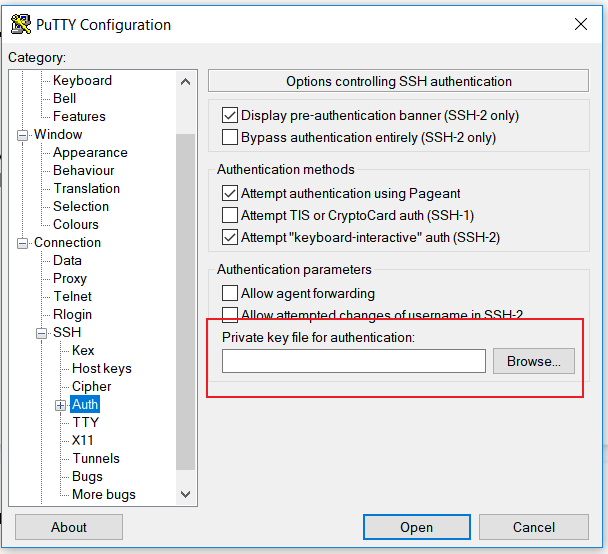 PuTTY Configuration
Category:
Keyboard
Bell
Features
Window
Appearance
Behaviour
Translation
Selection
Colours
Connection
Data
Proxy
Telnet
Rlogin
SSH
Kex
Host keys
Cipher
Auth
TTY
X11
Tunnels
Bugs
More bugs
Options controlling SSH authentication
Display pre-authentication banner (SSH-2 only)
Bypass authentication entirely (SSH-2 only)
Authentication methods
Attempt authentication using Pageant
Attempt TIS or CryptoCard auth (SSH-1)
Attempt "keyboard-interactive" auth (SSH-2)
Authentication parameters
Allow agent forwarding
Allow attempted changes of username in SSH-2
Private key file for authentication:
Browse...
About
Open
Cancel